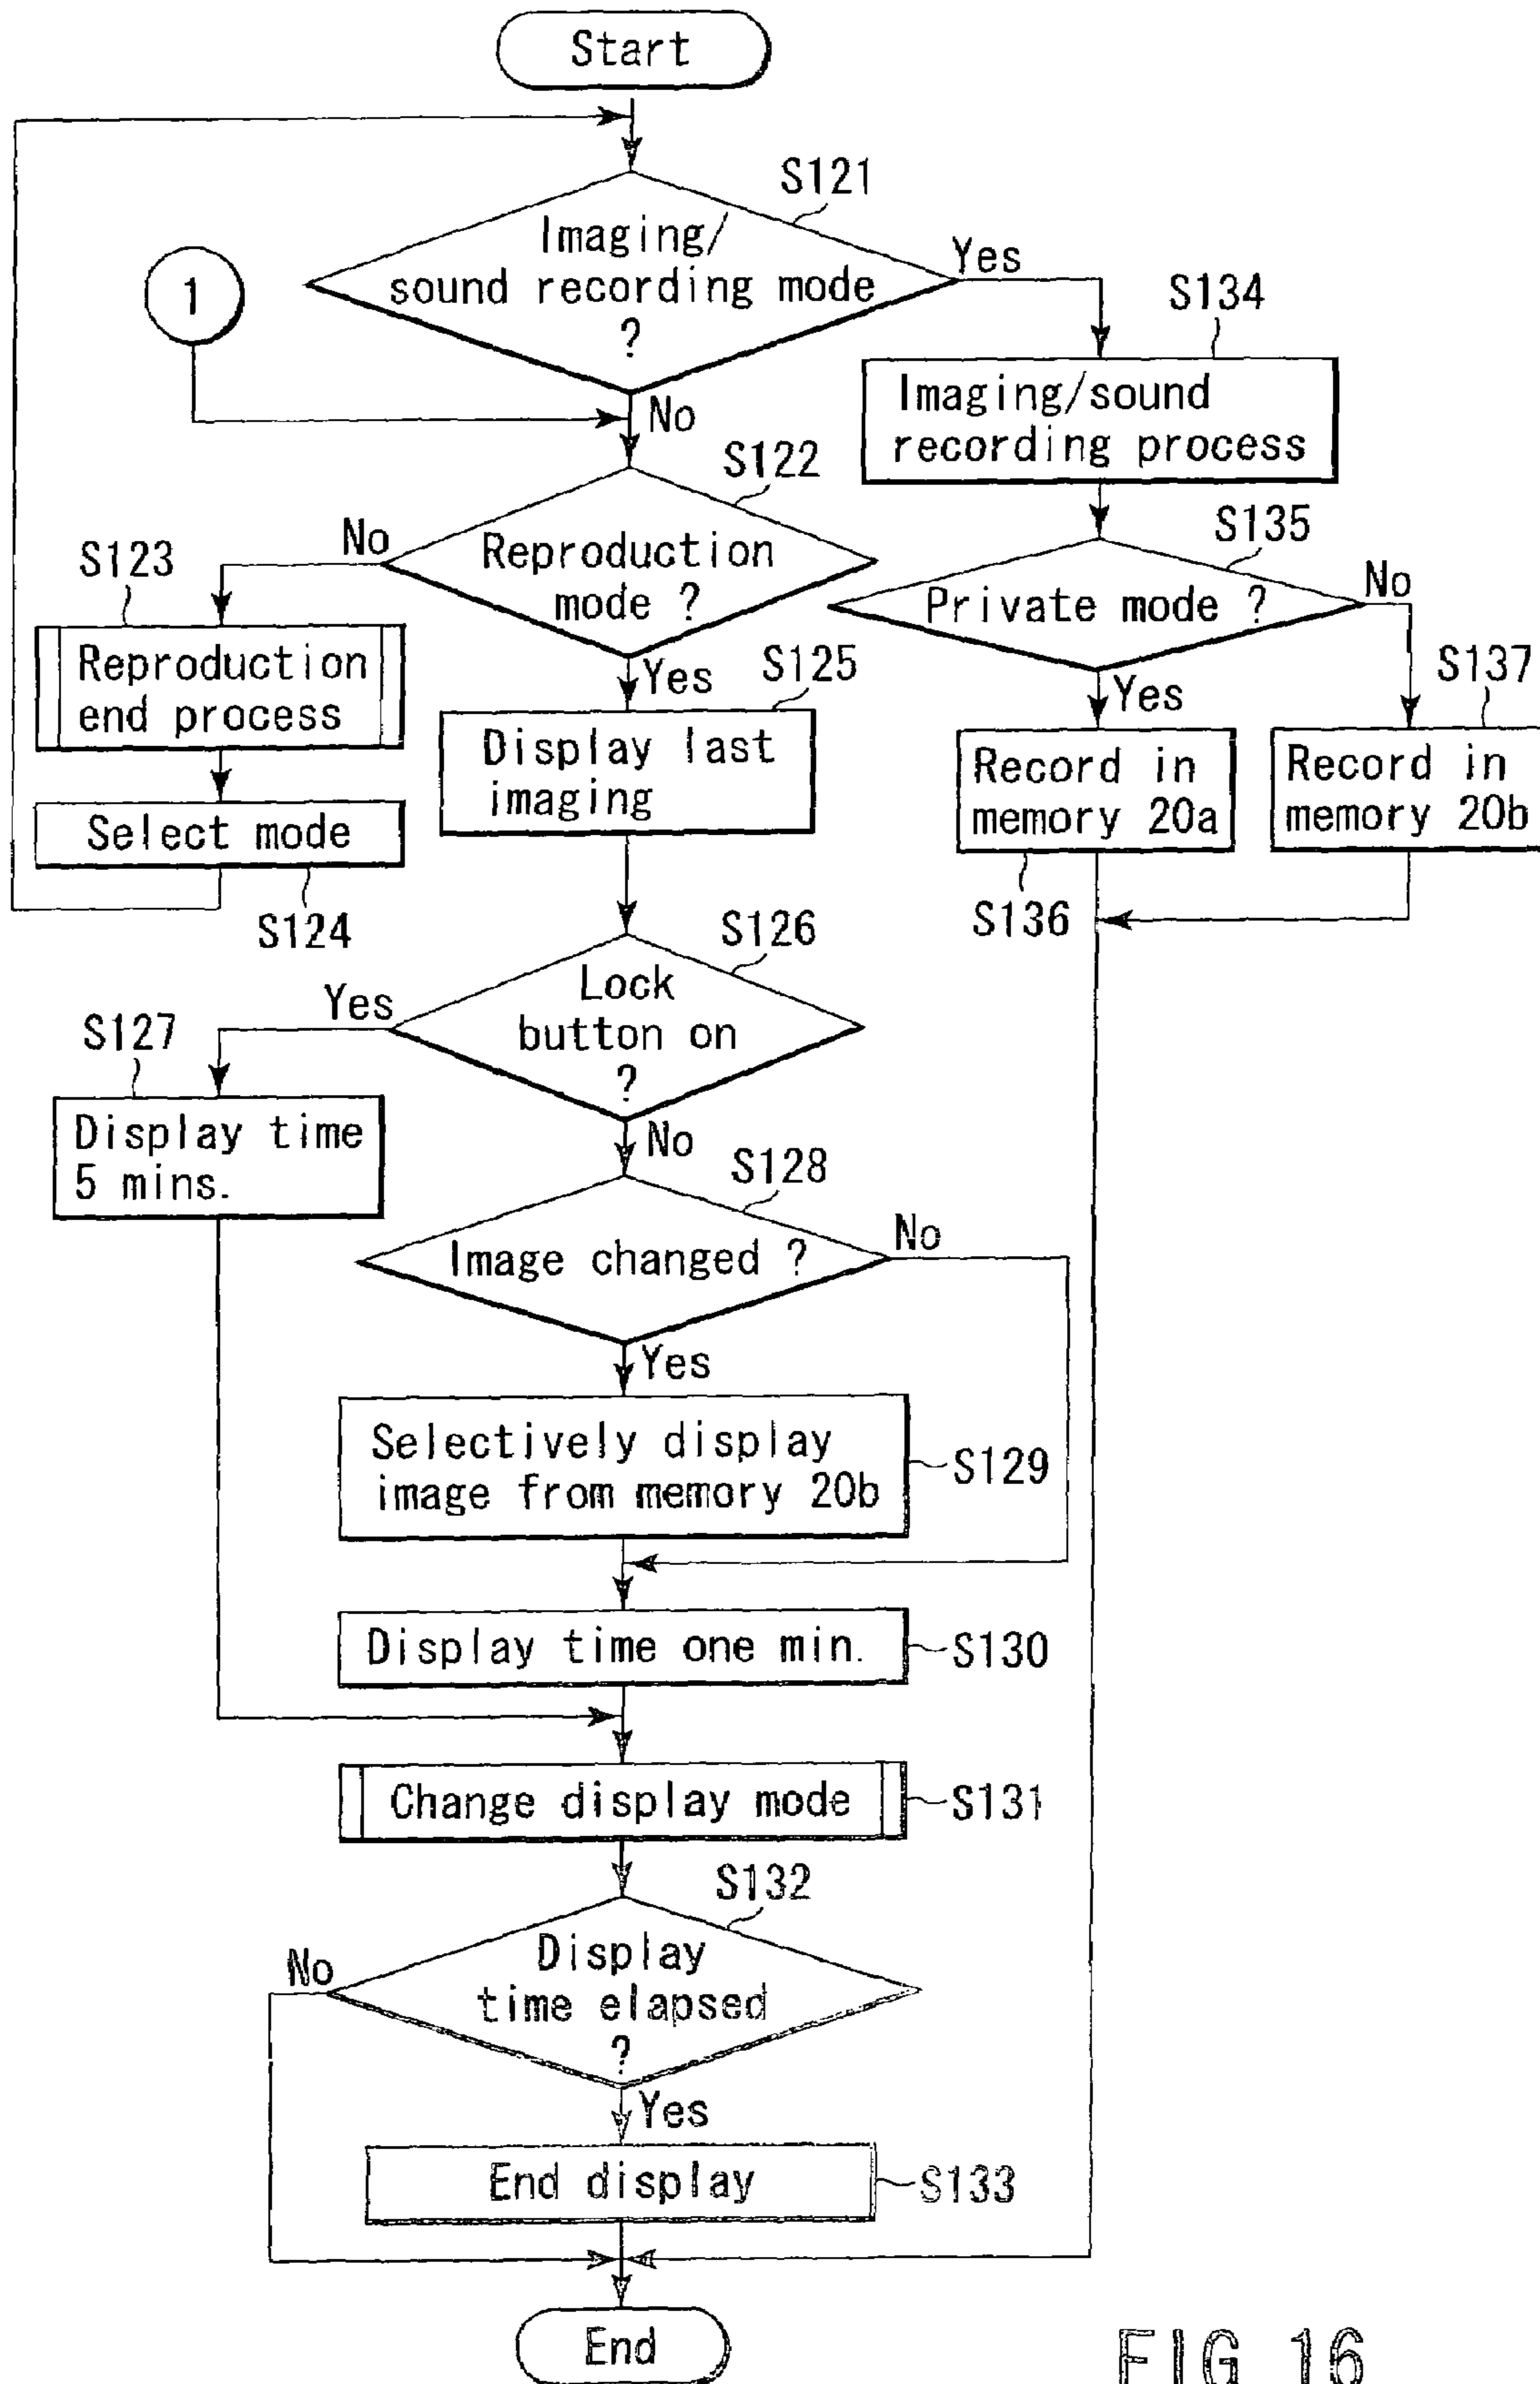 Start
S121
Imaging/
sound recording mode
?
Yes
No
1
S134
Imaging/sound
recording process
S122
Reproduction
mode ?
No
Yes
S123
Reproduction
end process
Select mode
S124
S125
Display last
imaging
S135
Private mode ?
No
Yes
S137
Record in
memory 20a
S136
Record in
memory 20b
S126
Lock
button on
?
Yes
No
S127
Display time
5 mins.
S128
Image changed ?
No
Yes
Selectively display
image from memory 20b
S129
Display time one min.
S130
Change display mode
S131
S132
Display
time elapsed
?
No
Yes
End display
S133
End
FIG 16